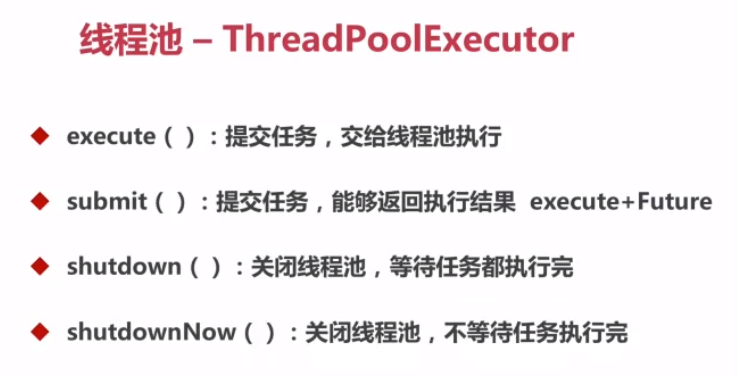 线程池 – ThreadPoolExecutor
◆ execute（）：提交任务，交给线程池执行
◆ submit（）：提交任务，能够返回执行结果 execute+Future
◆ shutdown（）：关闭线程池，等待任务都执行完
◆ shutdownNow（）：关闭线程池，不等待任务执行完